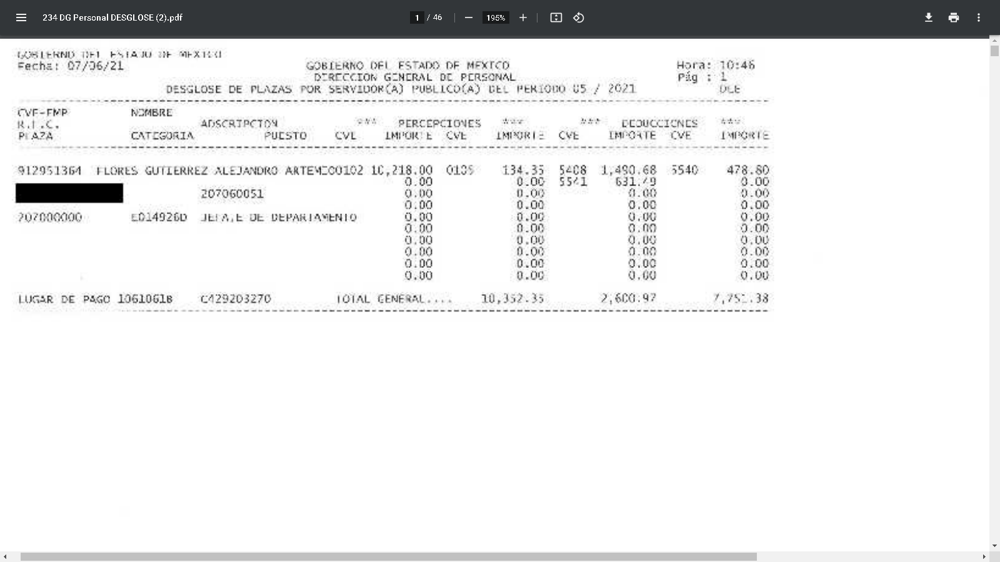 234 DG Personal DESGLOSE (2).pdf 1 / 46 195%
GOBIERNO DEL ESTADO DE MEXICO
Fecha: 07/06/21 GOBIERNO DEL ESTADO DE MEXICO Hora: 10:46
DIRECCION GENERAL DE PERSONAL Pág : 1
DESGLOSE DE PLAZAS POR SERVIDOR(A) PUBLICO(A) DEL PERIODO 05 / 2021
CVE-EMP NOMBRE
R.F.C. ADSCRIPCION *** PERCEPCIONES *** *** DEDUCCIONES ***
PLAZA CATEGORIA PUESTO CVE IMPORTE CVE IMPORTE CVE IMPORTE CVE IMPORTE
912951364 FLORES GUTIERREZ ALEJANDRO ARTEMIO0102 10,218.00 0105 134.35 5408 1,490.68 5540 478.80
0.00 0.00 5541 631.49 0.00
207060051 0.00 0.00 0.00 0.00
0.00 0.00 0.00 0.00
207000000 E014926D JEFA,E DE DEPARTAMENTO 0.00 0.00 0.00 0.00
0.00 0.00 0.00 0.00
0.00 0.00 0.00 0.00
0.00 0.00 0.00 0.00
0.00 0.00 0.00 0.00
0.00 0.00 0.00 0.00
LUGAR DE PAGO 1061061B C429203270 TOTAL GENERAL.... 10,352.35 2,600.97 7,751.38